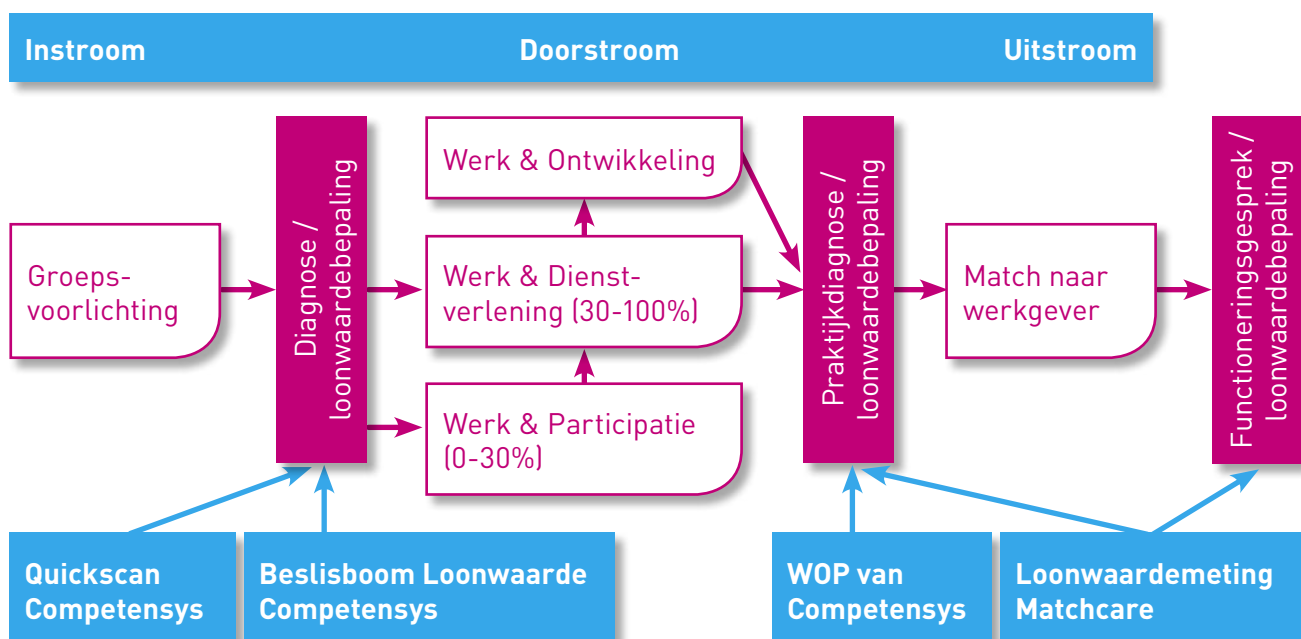 Instroom
Doorstroom
Uitstroom
Groeps-
voorlichting
Diagnose /
loonwaardebepaling
Werk & Ontwikkeling
Werk & Dienst-
verlening (30-100%)
Werk & Participatie
(0-30%)
Praktijkdiagnose /
loonwaardebepaling
Match naar
werkgever
Functioneringsgesprek /
loonwaardebepaling
Quickscan
Competensys
Beslisboom Loonwaarde
Competensys
WOP van
Competensys
Loonwaardemeting
Matchcare